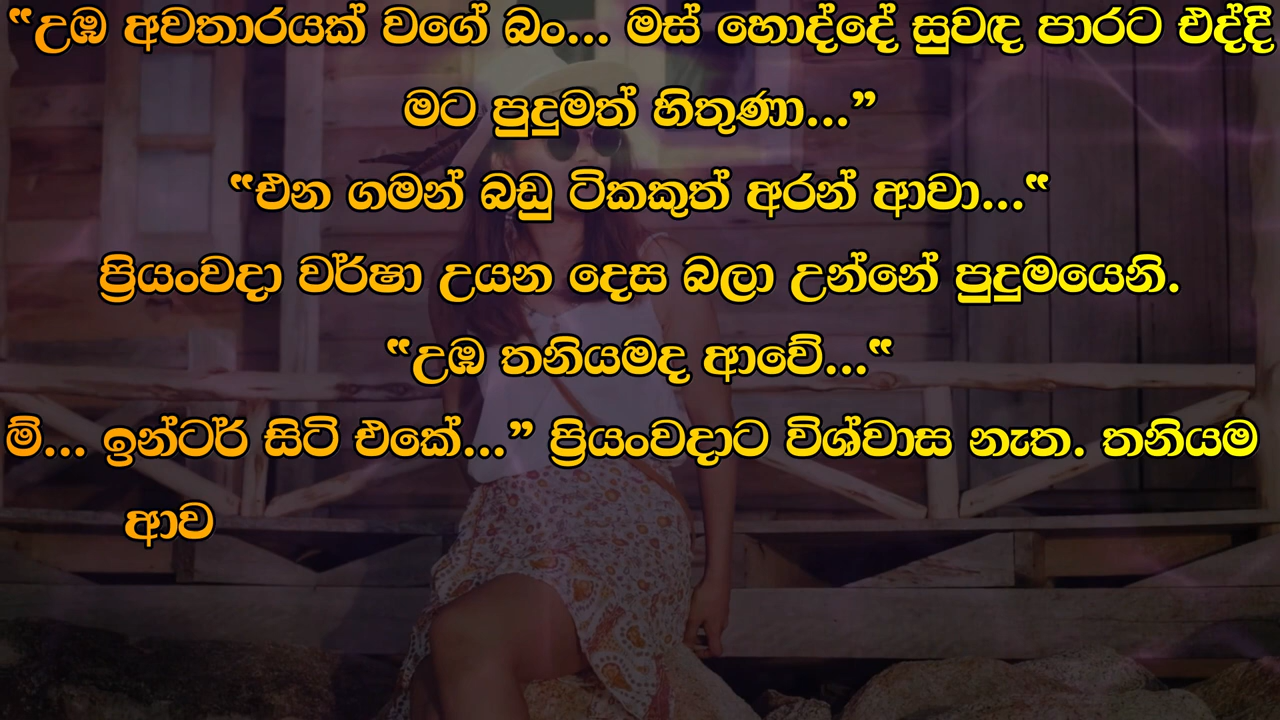 “උඹ අවතාරයක් වගේ බං... මස් හොද්දේ සුවඳ පාරට එද්දී
මට පුදුමත් හිතුණා...”
“එන ගමන් බඩු ටිකකුත් අරන් ආවා...“
ප්‍රියංවදා වර්ෂා උයන දෙස බලා උන්නේ පුදුමයෙනි.
“උඹ තනියමද ආවේ...“
ම්... ඉන්ටර් සිටි එකේ...” ප්‍රියංවදාට විශ්වාස නැත. තනියම
ආව